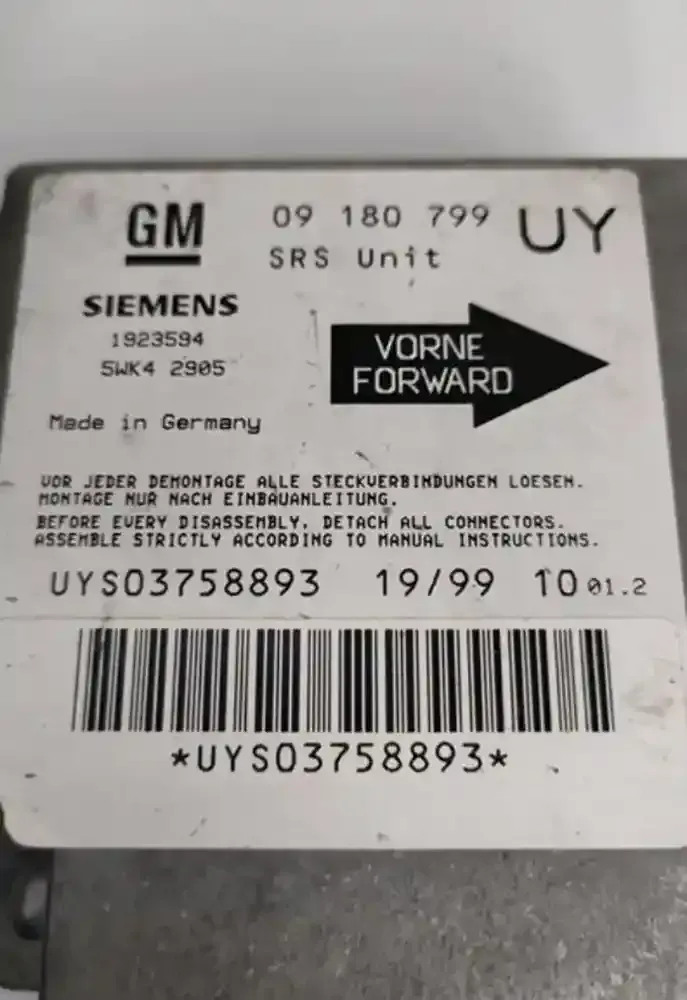 GM 09 180 799 UY
SRS Unit
SIEMENS
1923594
5WK4 2905
VORNE
FORWARD
Made in Germany
VOR JEDER DEMONTAGE ALLE STECKVERBINDUNGEN LOESEN.
MONTAGE NUR NACH EINBAUANLEITUNG.
BEFORE EVERY DISASSEMBLY, DETACH ALL CONNECTORS.
ASSEMBLE STRICTLY ACCORDING TO MANUAL INSTRUCTIONS.
UYS03758893 19/99 10 01.2
*UYS03758893*